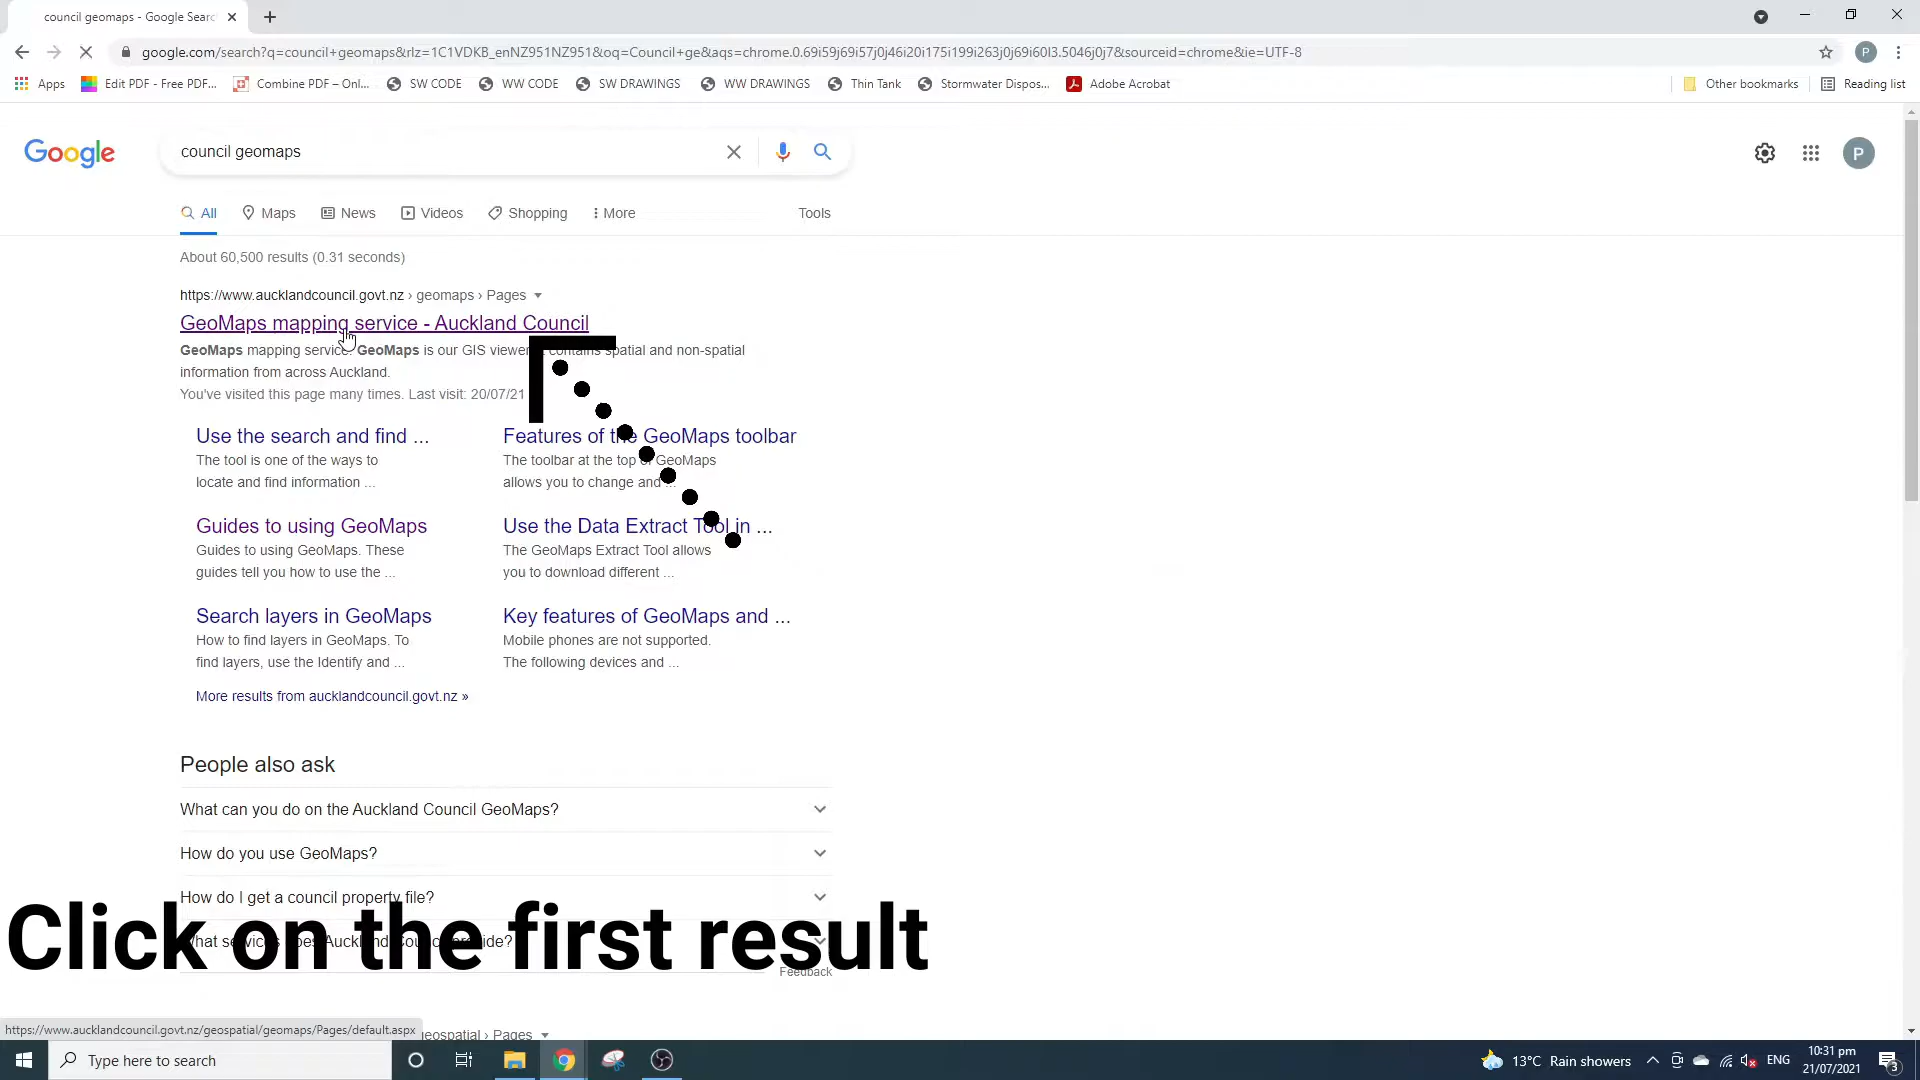 council geomaps - Google Searc
google.com/search?q=council+geomaps&rlz=1C1VDKB_enNZ951NZ951&oq=Council+ge&aqs=chrome.0.69i59j69i57j0j46i20i175i199i263j0j69i60l3.5046j0j7&sourceid=chrome&ie=UTF-8
P
Apps Edit PDF - Free PDF... Combine PDF – Onl... SW CODE WW CODE SW DRAWINGS WW DRAWINGS Thin Tank Stormwater Dispos... Adobe Acrobat Other bookmarks Reading list
Google council geomaps P
All Maps News Videos Shopping More Tools
About 60,500 results (0.31 seconds)
https://www.aucklandcouncil.govt.nz › geomaps › Pages
GeoMaps mapping service - Auckland Council
GeoMaps mapping service. GeoMaps is our GIS viewer. It contains spatial and non-spatial
information from across Auckland.
You've visited this page many times. Last visit: 20/07/21
Use the search and find ...
The tool is one of the ways to
locate and find information ...
Features of the GeoMaps toolbar
The toolbar at the top of GeoMaps
allows you to change and ...
Guides to using GeoMaps
Guides to using GeoMaps. These
guides tell you how to use the ...
Use the Data Extract Tool in ...
The GeoMaps Extract Tool allows
you to download different ...
Search layers in GeoMaps
How to find layers in GeoMaps. To
find layers, use the Identify and ...
Key features of GeoMaps and ...
Mobile phones are not supported.
The following devices and ...
More results from aucklandcouncil.govt.nz »
People also ask
What can you do on the Auckland Council GeoMaps?
How do you use GeoMaps?
How do I get a council property file?
What services does Auckland Council provide?
Click on the first result
Feedback
https://www.aucklandcouncil.govt.nz/geospatial/geomaps/Pages/default.aspx
geospatial › Pages
Type here to search
13°C Rain showers ENG
10:31 pm
21/07/2021
3